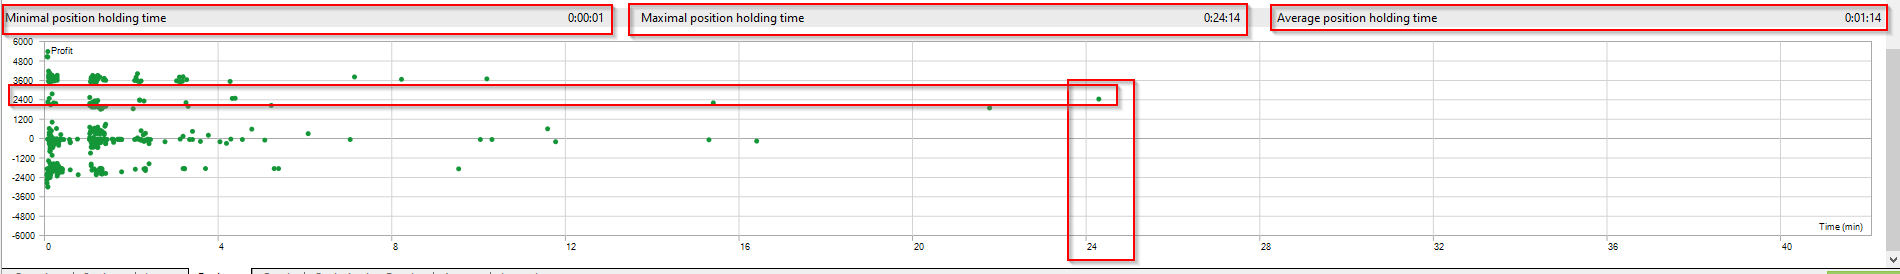 Minimal position holding time 0:00:01 Maximal position holding time 0:24:14 Average position holding time 0:01:14
6000 Profit
4800
3600
2400
1200
0
-1200
-2400
-3600
-4800
Time (min)
-6000
0 4 8 12 16 20 24 28 32 36 40